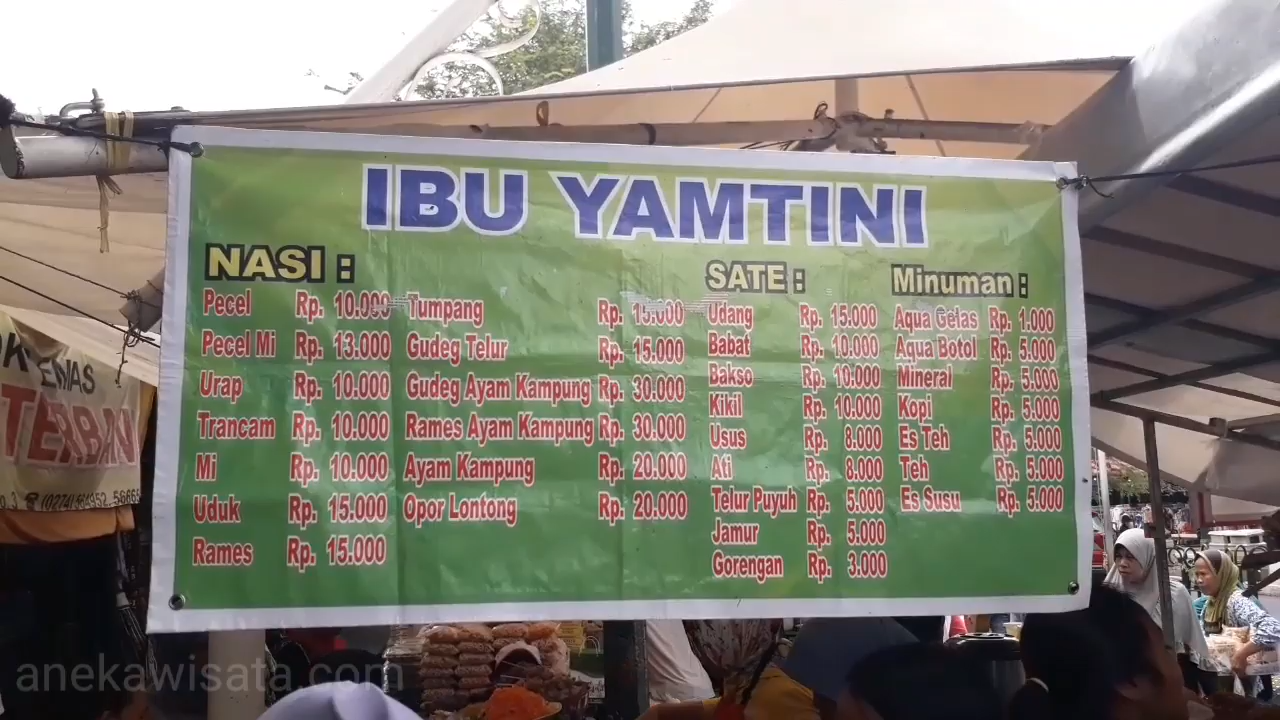 IBU YAMTINI
NASI :
Pecel Rp. 10.000
Pecel Mi Rp. 13.000
Urap Rp. 10.000
Trancam Rp. 10.000
Mi Rp. 10.000
Uduk Rp. 15.000
Rames Rp. 15.000
Tumpang Rp.
Gudeg Telur Rp. 15.000
Gudeg Ayam Kampung Rp. 30.000
Rames Ayam Kampung Rp. 30.000
Ayam Kampung Rp. 20.000
Opor Lontong Rp. 20.000
SATE :
Udang Rp. 15.000
Babat Rp. 10.000
Bakso Rp. 10.000
Kikil Rp. 10.000
Usus Rp. 8.000
Ati Rp. 8.000
Telur Puyuh Rp. 5.000
Jamur Rp. 5.000
Gorengan Rp. 3.000
Minuman :
Aqua Gelas Rp. 1.000
Aqua Botol Rp. 5.000
Mineral Rp. 5.000
Kopi Rp. 5.000
Es Teh Rp. 5.000
Teh Rp. 5.000
Es Susu Rp. 5.000
anekawisata.com